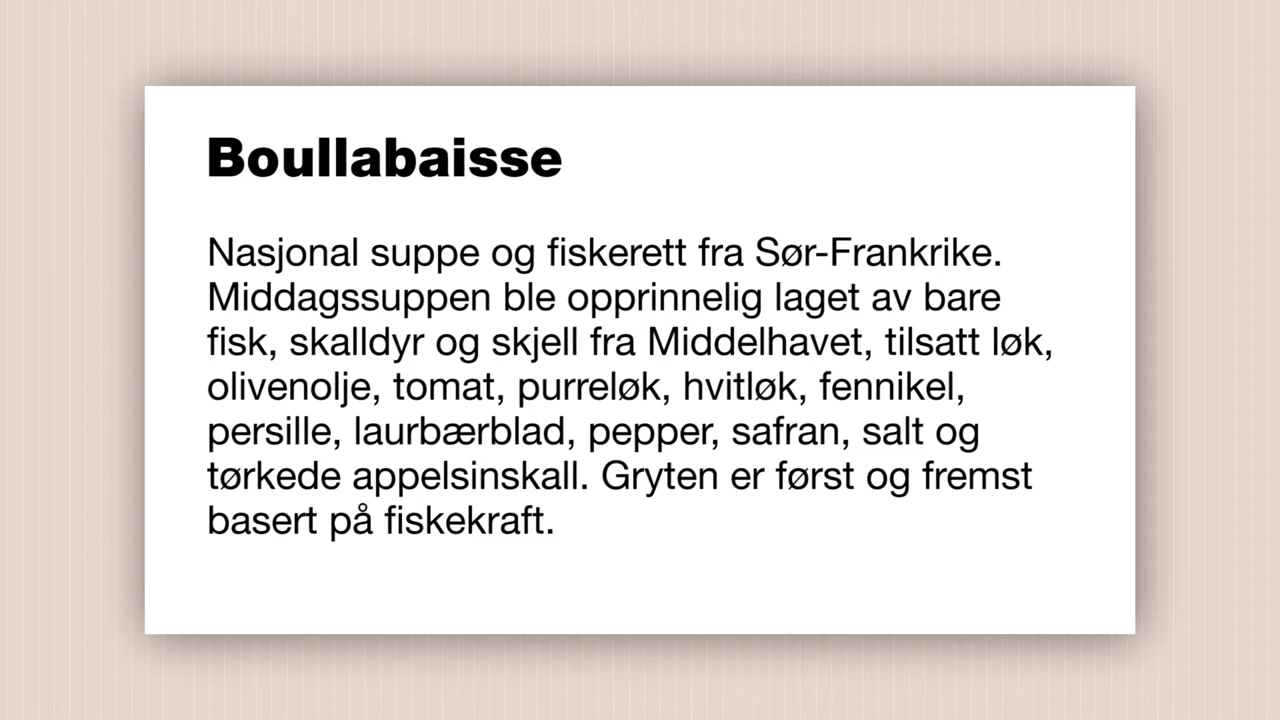 Boullabaisse
Nasjonal suppe og fiskerett fra Sør-Frankrike.
Middagssuppen ble opprinnelig laget av bare
fisk, skalldyr og skjell fra Middelhavet, tilsatt løk,
olivenolje, tomat, purreløk, hvitløk, fennikel,
persille, laurbærblad, pepper, safran, salt og
tørkede appelsinskall. Gryten er først og fremst
basert på fiskekraft.